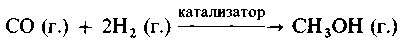 CO (г.) + 2H₂ (г.) катализатор → CH₃OH (г.)